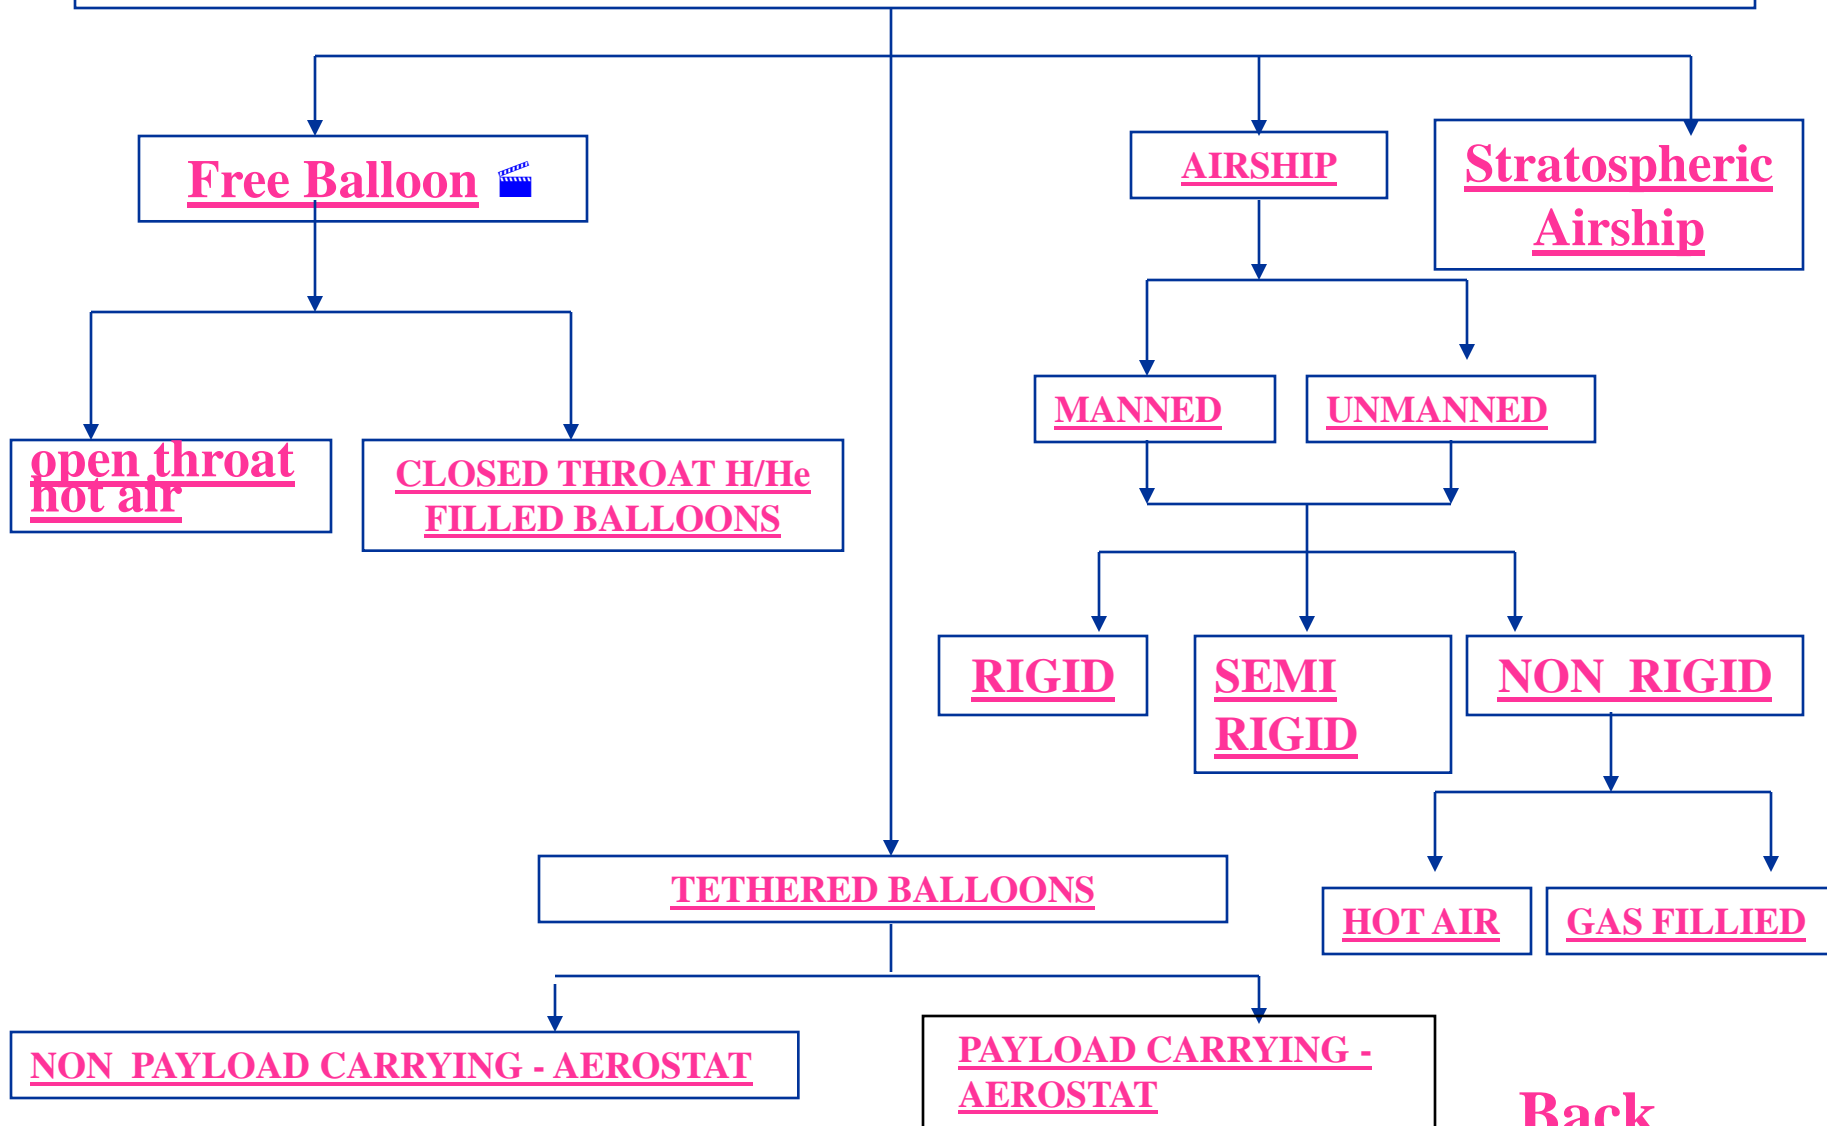 Free Balloon
AIRSHIP
Stratospheric
Airship
MANNED
UNMANNED
open throat
hot air
CLOSED THROAT H/He
FILLED BALLOONS
RIGID
SEMI
RIGID
NON RIGID
TETHERED BALLOONS
HOT AIR
GAS FILLIED
NON PAYLOAD CARRYING - AEROSTAT
PAYLOAD CARRYING -
AEROSTAT
Back